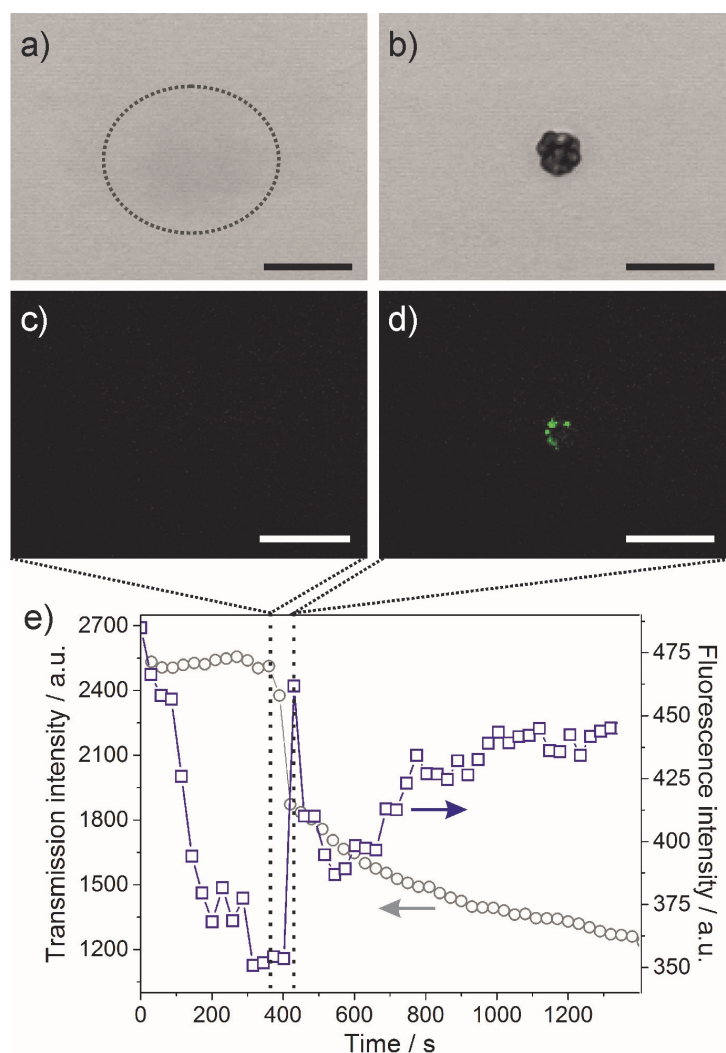 a)
b)
c)
d)
e)
2700
2400
2100
1800
1500
1200
Transmission intensity / a.u.
475
450
425
400
375
350
Fluorescence intensity / a.u.
0 200 400 600 800 1000 1200
Time / s